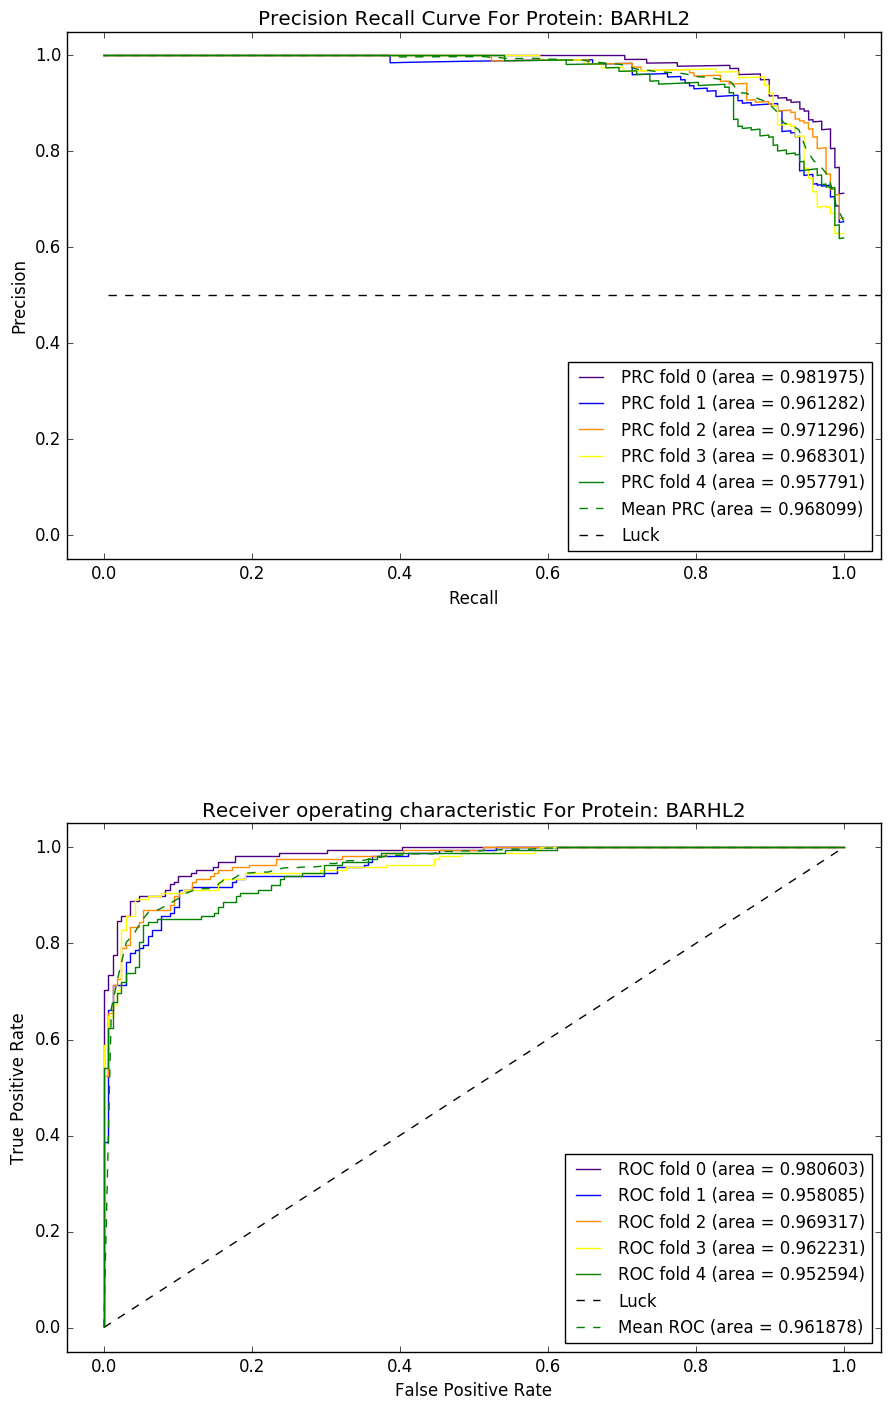 Precision Recall Curve For Protein: BARHL2
1.0
0.8
0.6
0.4
0.2
0.0
Precision
PRC fold 0 (area = 0.981975)
PRC fold 1 (area = 0.961282)
PRC fold 2 (area = 0.971296)
PRC fold 3 (area = 0.968301)
PRC fold 4 (area = 0.957791)
Mean PRC (area = 0.968099)
Luck
0.0 0.2 0.4 0.6 0.8 1.0
Recall
Receiver operating characteristic For Protein: BARHL2
1.0
0.8
0.6
0.4
0.2
0.0
True Positive Rate
ROC fold 0 (area = 0.980603)
ROC fold 1 (area = 0.958085)
ROC fold 2 (area = 0.969317)
ROC fold 3 (area = 0.962231)
ROC fold 4 (area = 0.952594)
Luck
Mean ROC (area = 0.961878)
0.0 0.2 0.4 0.6 0.8 1.0
False Positive Rate